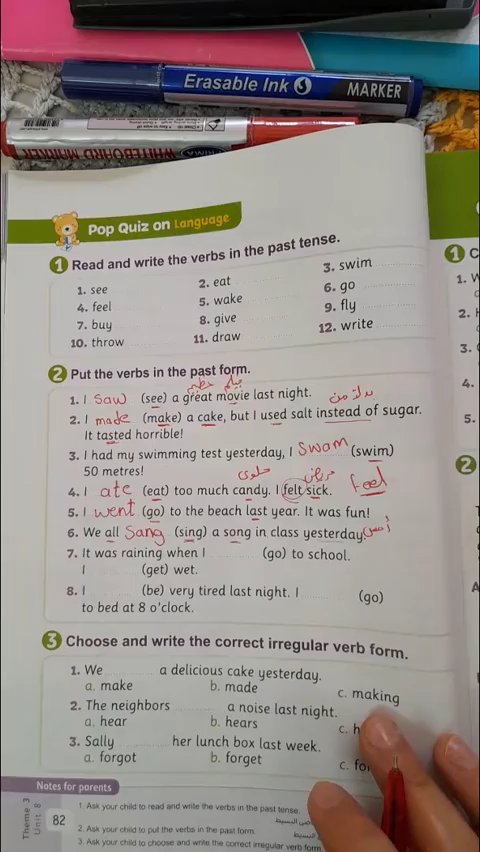 Erasable Ink MARKER
WHITEBOARD MARKER
Pop Quiz on Language
1 Read and write the verbs in the past tense.
1. see 2. eat 3. swim
4. feel 5. wake 6. go
7. buy 8. give 9. fly
10. throw 11. draw 12. write
2 Put the verbs in the past form.
1. I saw (see) a great movie last night.
2. I made (make) a cake, but I used salt instead of sugar.
It tasted horrible!
3. I had my swimming test yesterday, I swam (swim)
50 metres!
حلوى
4. I ate (eat) too much candy. I felt sick. feel
5. I went (go) to the beach last year. It was fun!
6. We all sang (sing) a song in class yesterday. أمس
7. It was raining when I (go) to school.
I (get) wet.
8. I (be) very tired last night. I (go)
to bed at 8 o'clock.
3 Choose and write the correct irregular verb form.
1. We a delicious cake yesterday.
a. make b. made c. making
2. The neighbors a noise last night.
a. hear b. hears c. h
3. Sally her lunch box last week.
a. forgot b. forget c. fo
Notes for parents
Theme 3
Unit 8
82
1. Ask your child to read and write the verbs in the past tense.
2. Ask your child to put the verbs in the past form.
3. Ask your child to choose and write the correct irregular verb form